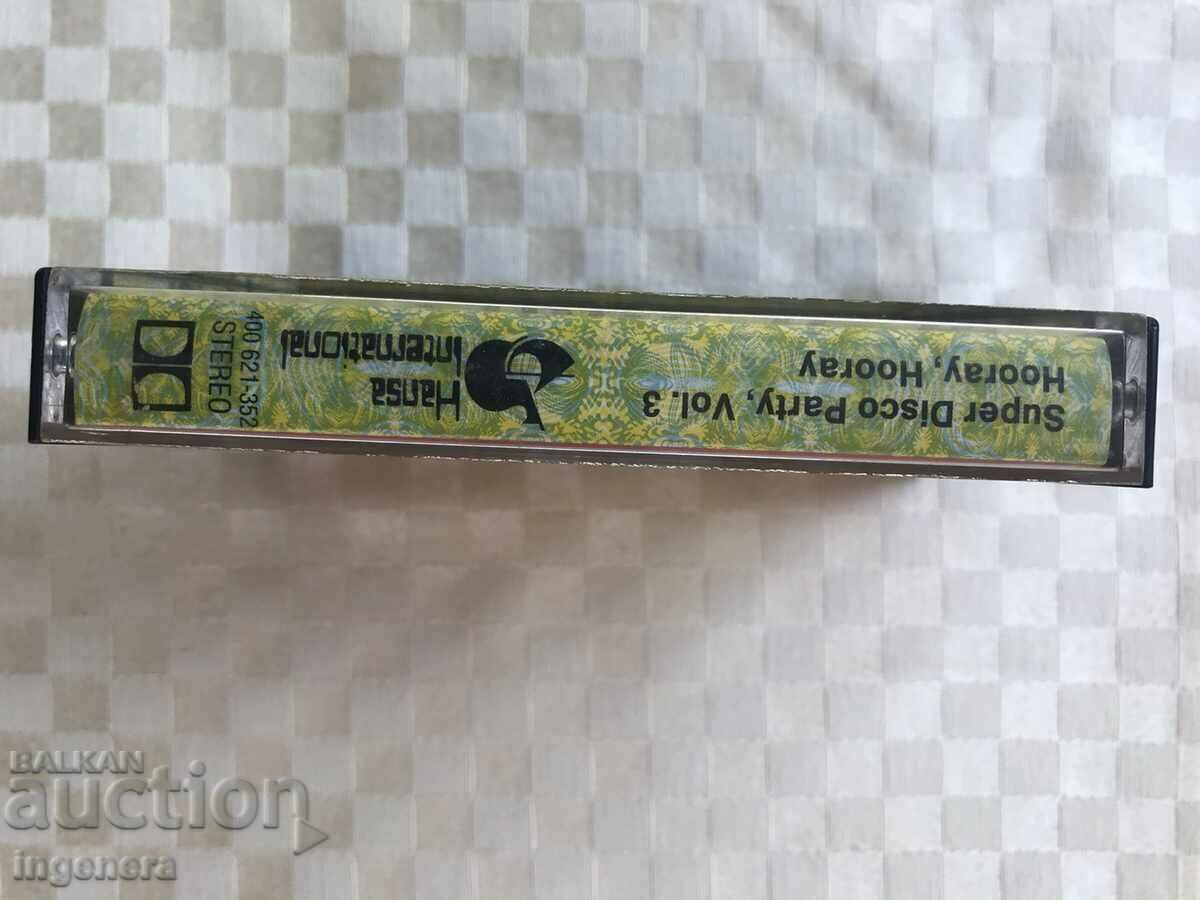 Super Disco Party, Vol. 3
Hooray, Hooray
Hansa
International
400 621-352
STEREO
BALKAN
auction
ingenera